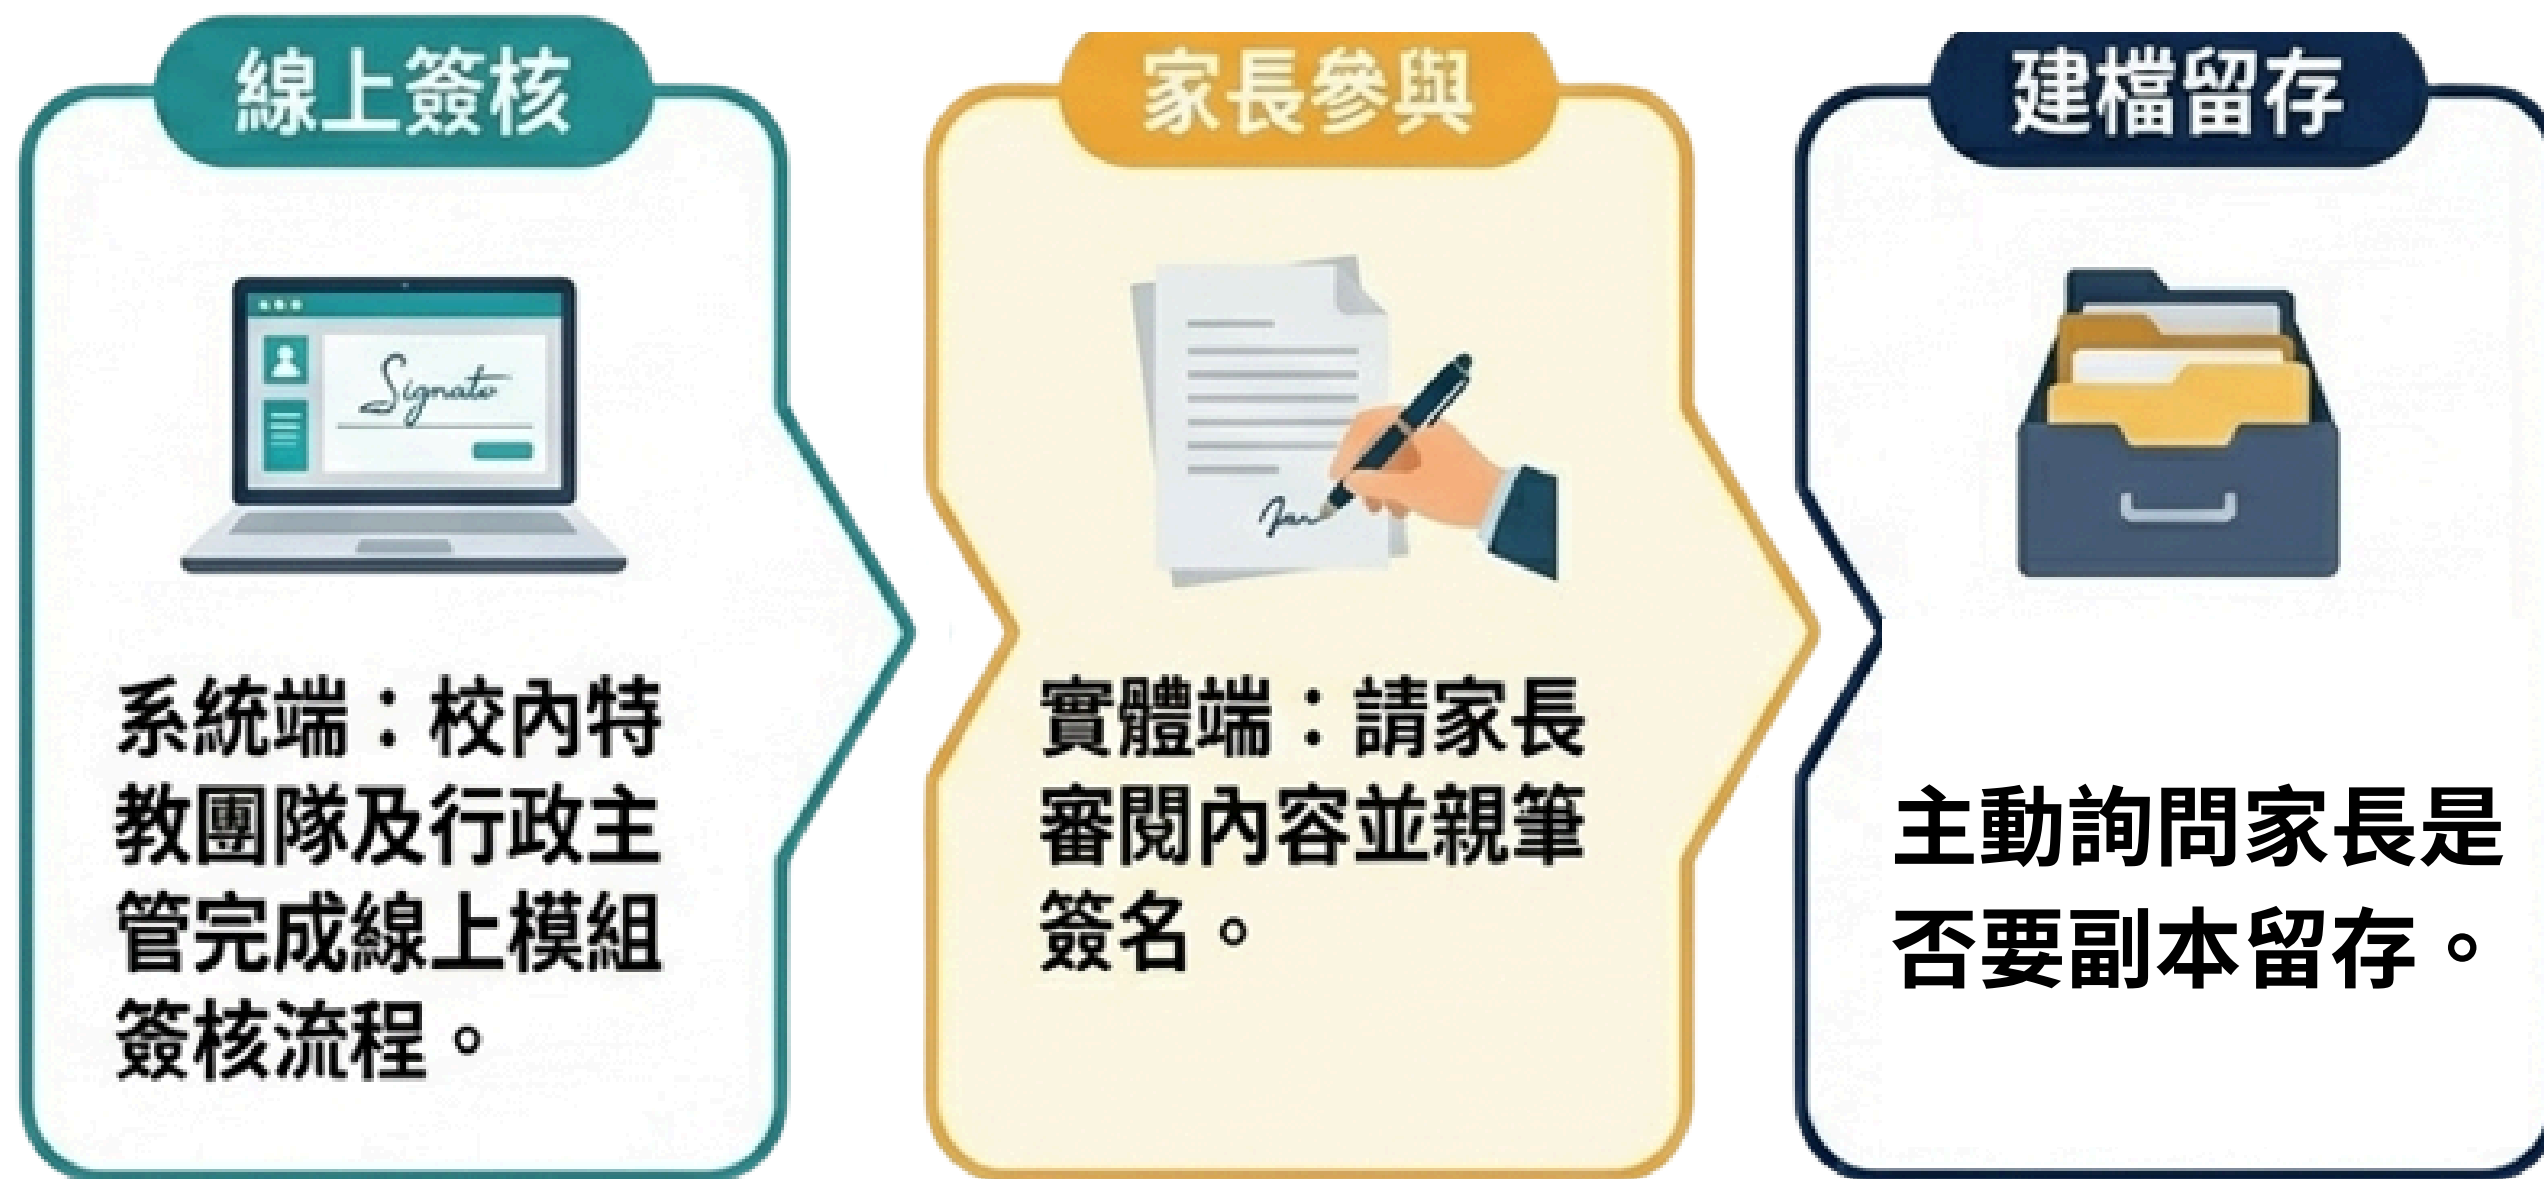 線上簽核
系統端：校內特
教團隊及行政主
管完成線上模組
簽核流程。
Signato
家長參與
實體端：請家長
審閱內容並親筆
簽名。
建檔留存
主動詢問家長是
否要副本留存。